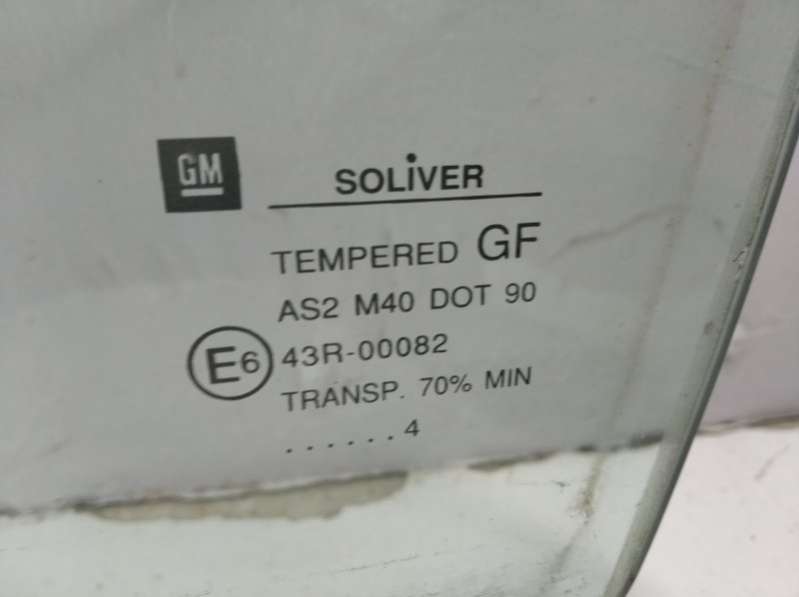 GM
SOLiVER
TEMPERED GF
AS2 M40 DOT 90
E6 43R-00082
TRANSP. 70% MIN
. . . . . . 4